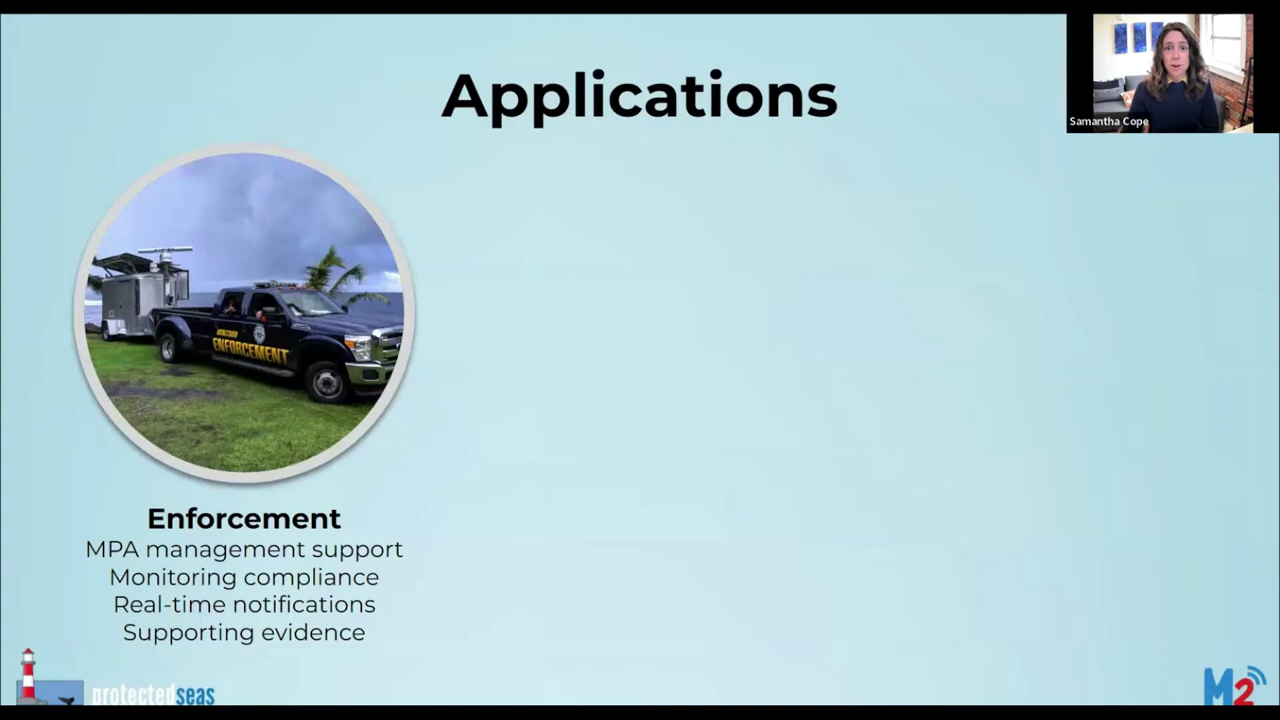 Applications
Samantha Cope
ENFORCEMENT
Enforcement
MPA management support
Monitoring compliance
Real-time notifications
Supporting evidence
protectedseas
M2